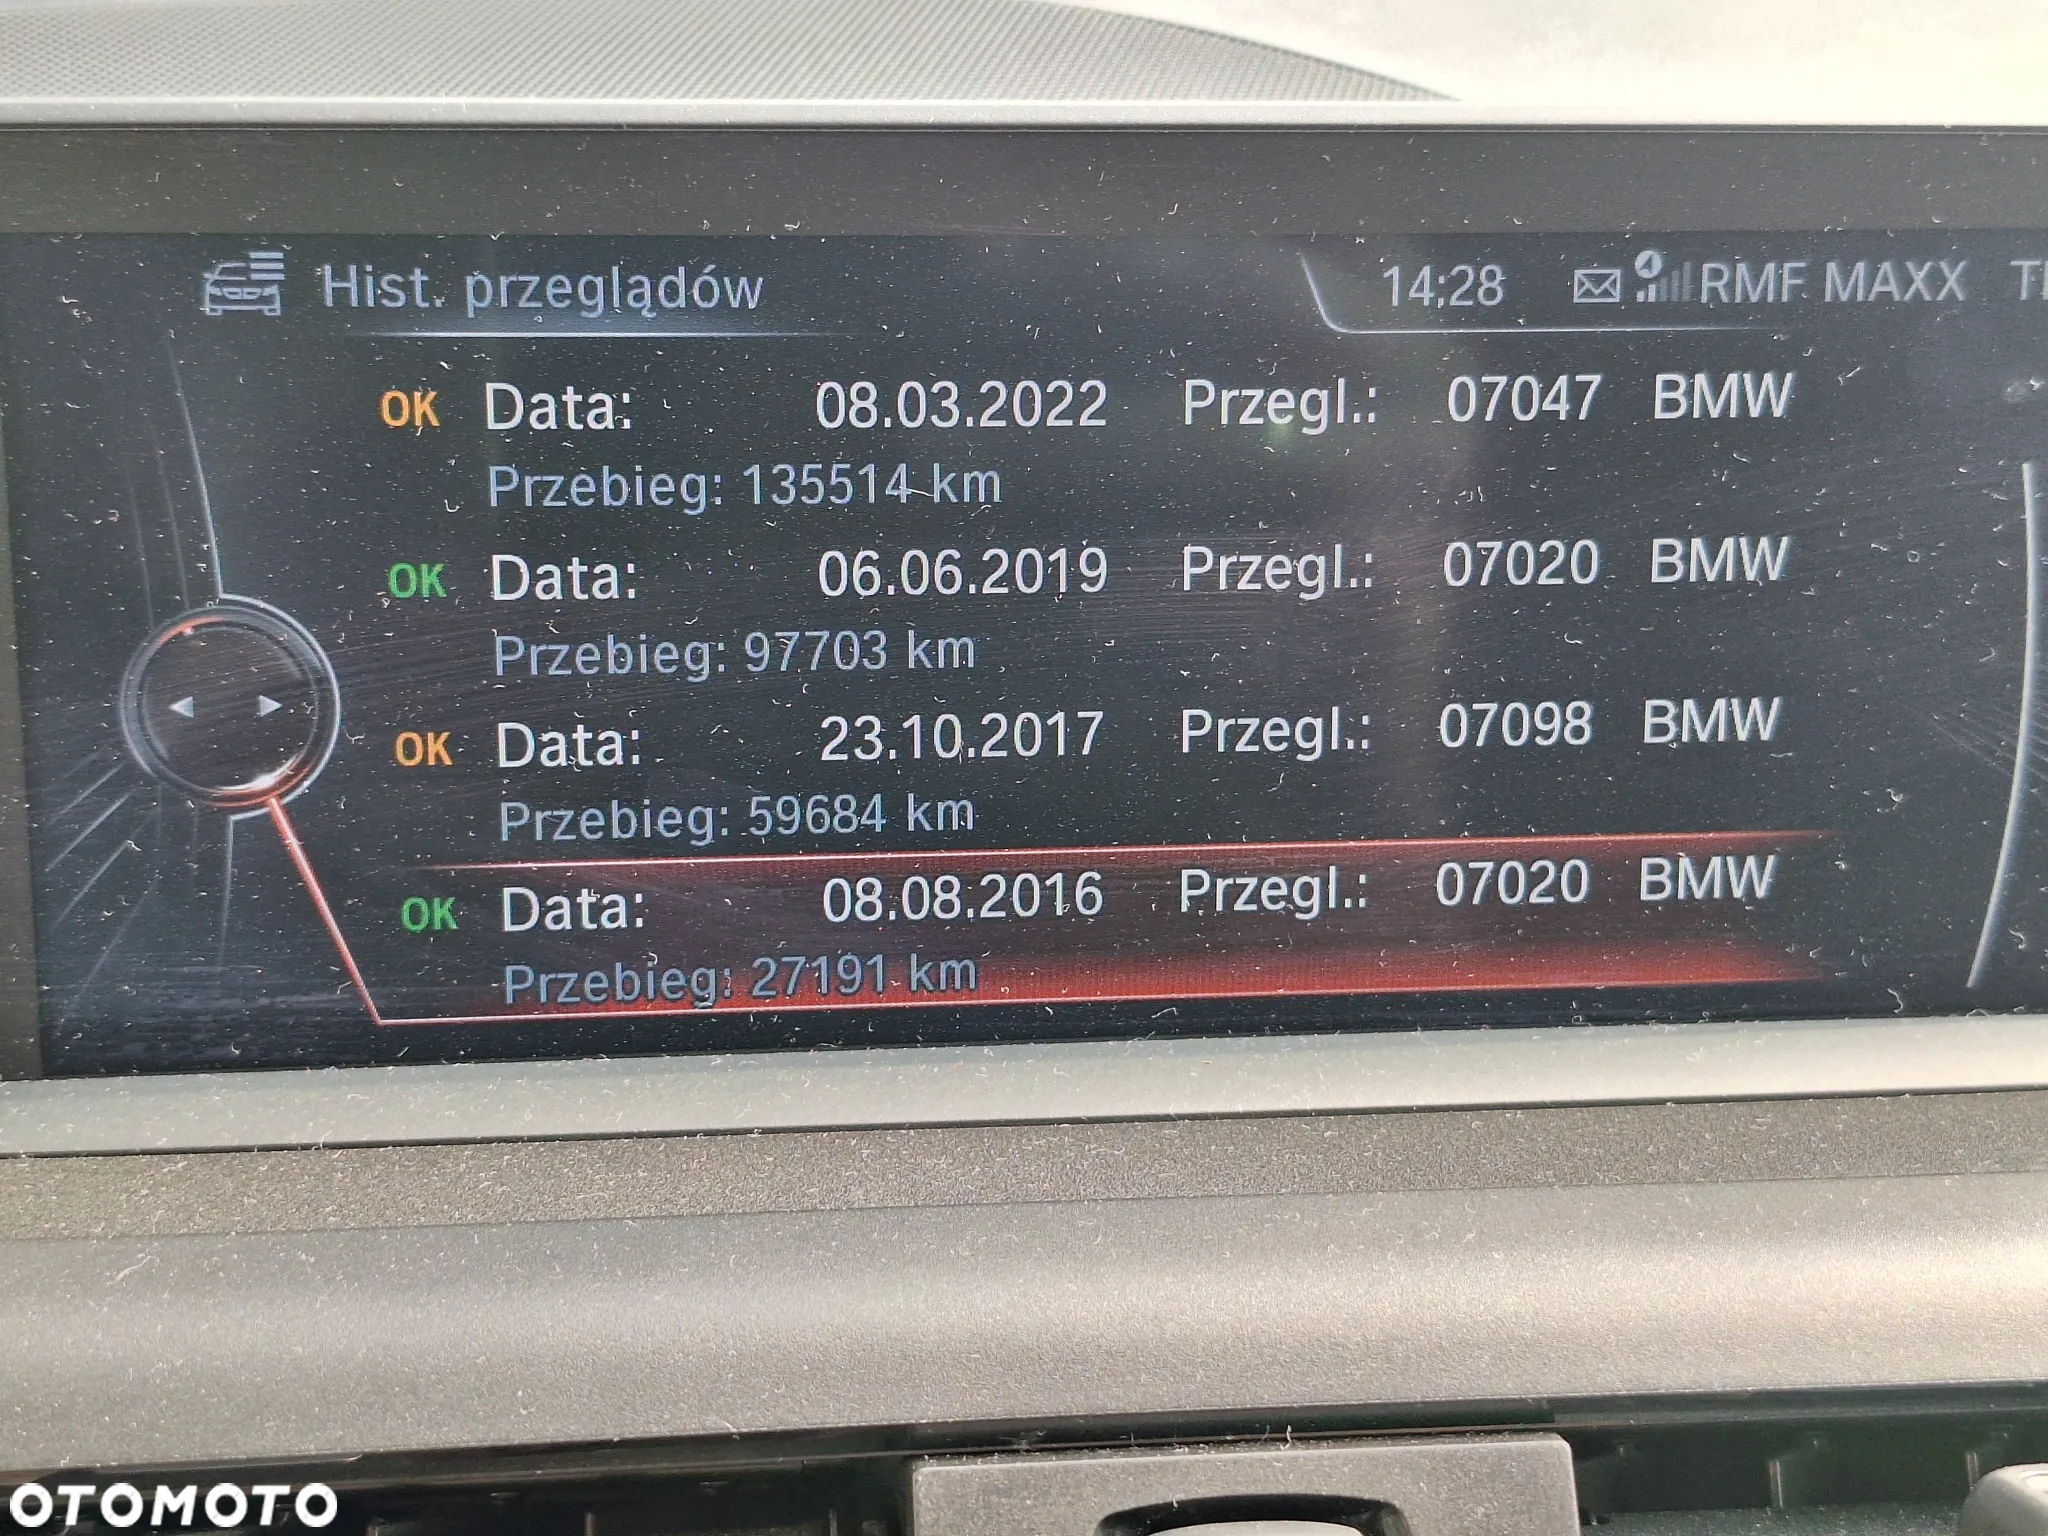 Hist. przeglądów 14:28 RMF MAXX
OK Data: 08.03.2022 Przegl.: 07047 BMW
Przebieg: 135514 km
OK Data: 06.06.2019 Przegl.: 07020 BMW
Przebieg: 97703 km
OK Data: 23.10.2017 Przegl.: 07098 BMW
Przebieg: 59684 km
OK Data: 08.08.2016 Przegl.: 07020 BMW
Przebieg: 27191 km
OTOMOTO